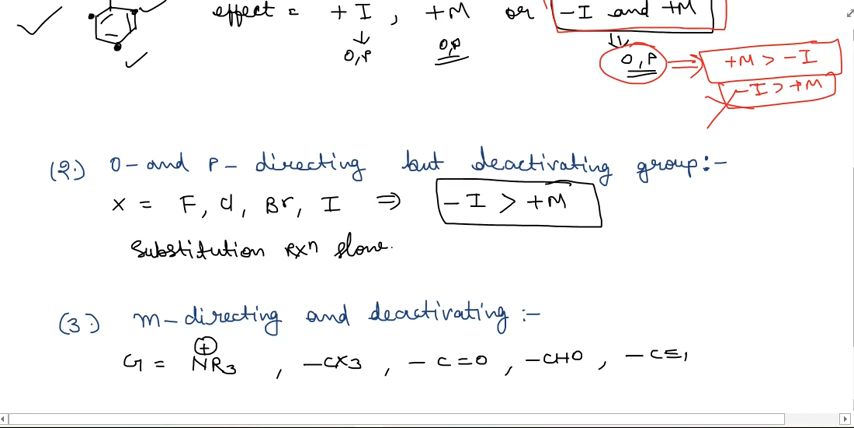 effect = +I , +M or -I and +M
O,P O,P O,P ⇒ +M > -I
-I > +M
(2.) O- and P- directing but deactivating group:-
X = F, Cl, Br, I ⇒ -I > +M
Substitution rxn slow.
(3.) m-directing and deactivating :-
G = ⊕NR3 , -CX3 , -C=O , -CHO , -C≡